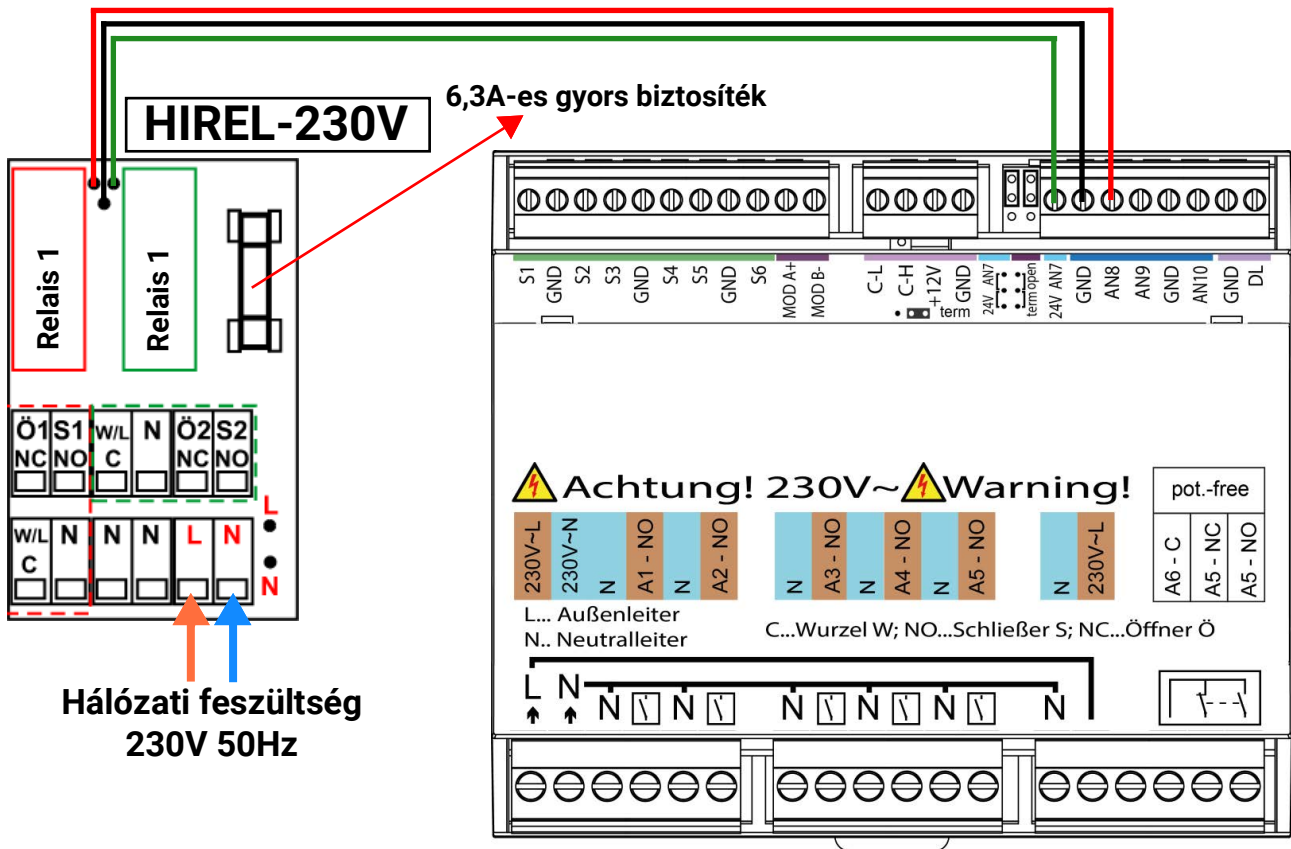 HIREL-230V
6,3A-es gyors biztosíték
Relais 1
Relais 1
Ö1 S1 W/L N Ö2 S2
NC NO C NC NO
L
W/L N N N L N
C
N
Hálózati feszültség
230V 50Hz
S1 GND S2 S3 GND S4 S5 GND S6 MOD A+ MOD B- C-L C-H +12V GND 24V AN7 term open 24V AN7 GND AN8 AN9 GND AN10 GND DL
term
Achtung! 230V~ Warning!
pot.-free
230V~L 230V~N N A1 - NO N A2 - NO N A3 - NO N A4 - NO N A5 - NO N 230V~L A6 - C A5 - NC A5 - NO
L... Außenleiter
N.. Neutralleiter
C...Wurzel W; NO...Schließer S; NC...Öffner Ö
L N N N N N N N